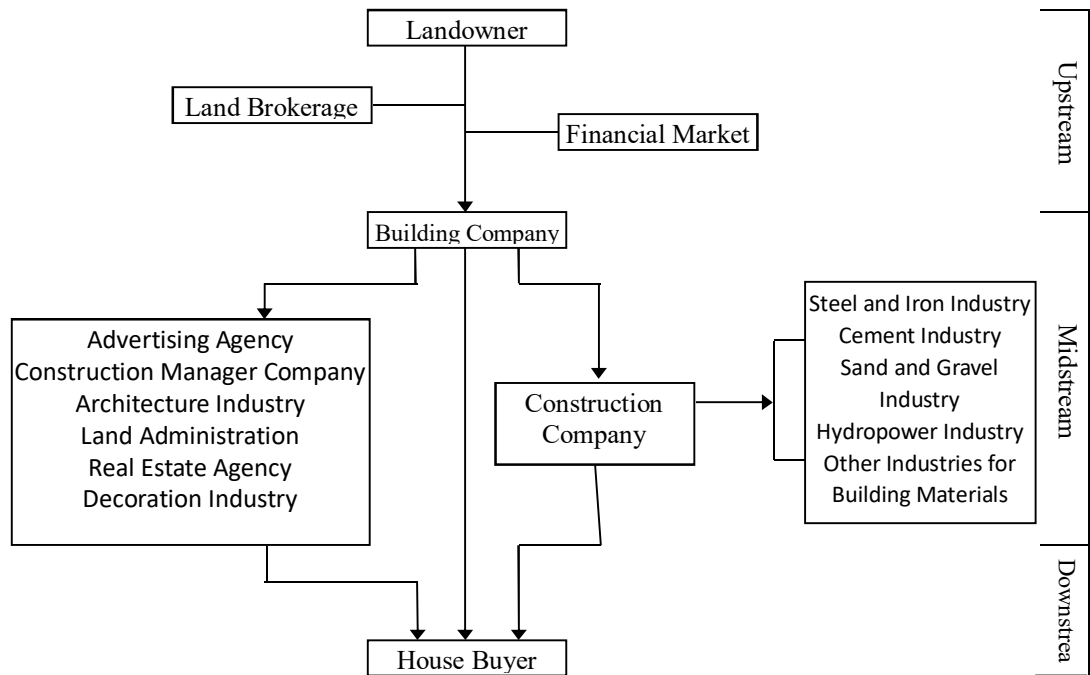 Landowner
Land Brokerage
Financial Market
Upstream
Building Company
Advertising Agency
Construction Manager Company
Architecture Industry
Land Administration
Real Estate Agency
Decoration Industry
Construction
Company
Steel and Iron Industry
Cement Industry
Sand and Gravel
Industry
Hydropower Industry
Other Industries for
Building Materials
Midstream
House Buyer
Downstrea